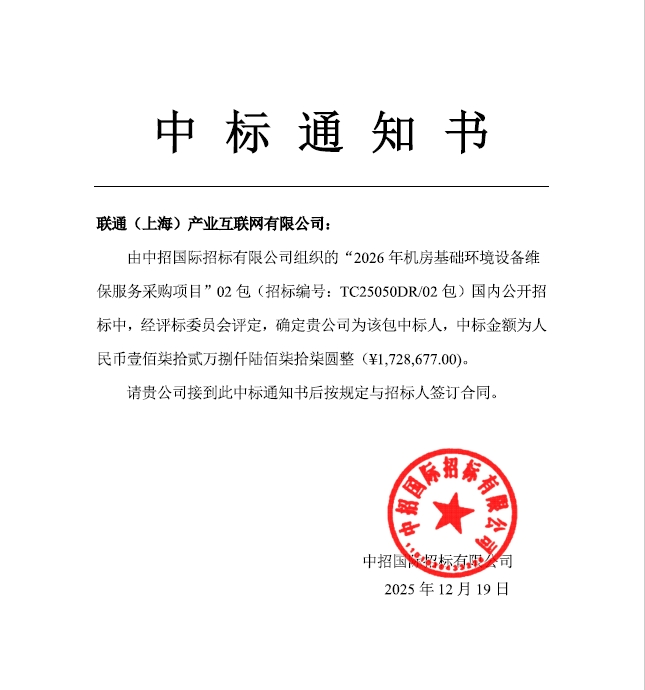 中标通知书
联通（上海）产业互联网有限公司：
由中招国际招标有限公司组织的“2026 年机房基础环境设备维
保服务采购项目”02 包（招标编号：TC25050DR/02 包）国内公开招
标中，经评标委员会评定，确定贵公司为该包中标人，中标金额为人
民币壹佰柒拾贰万捌仟陆佰柒拾柒圆整（¥1,728,677.00)。
请贵公司接到此中标通知书后按规定与招标人签订合同。
中招国际招标有限公司
中招国际招标有限公司
2025 年 12 月 19 日